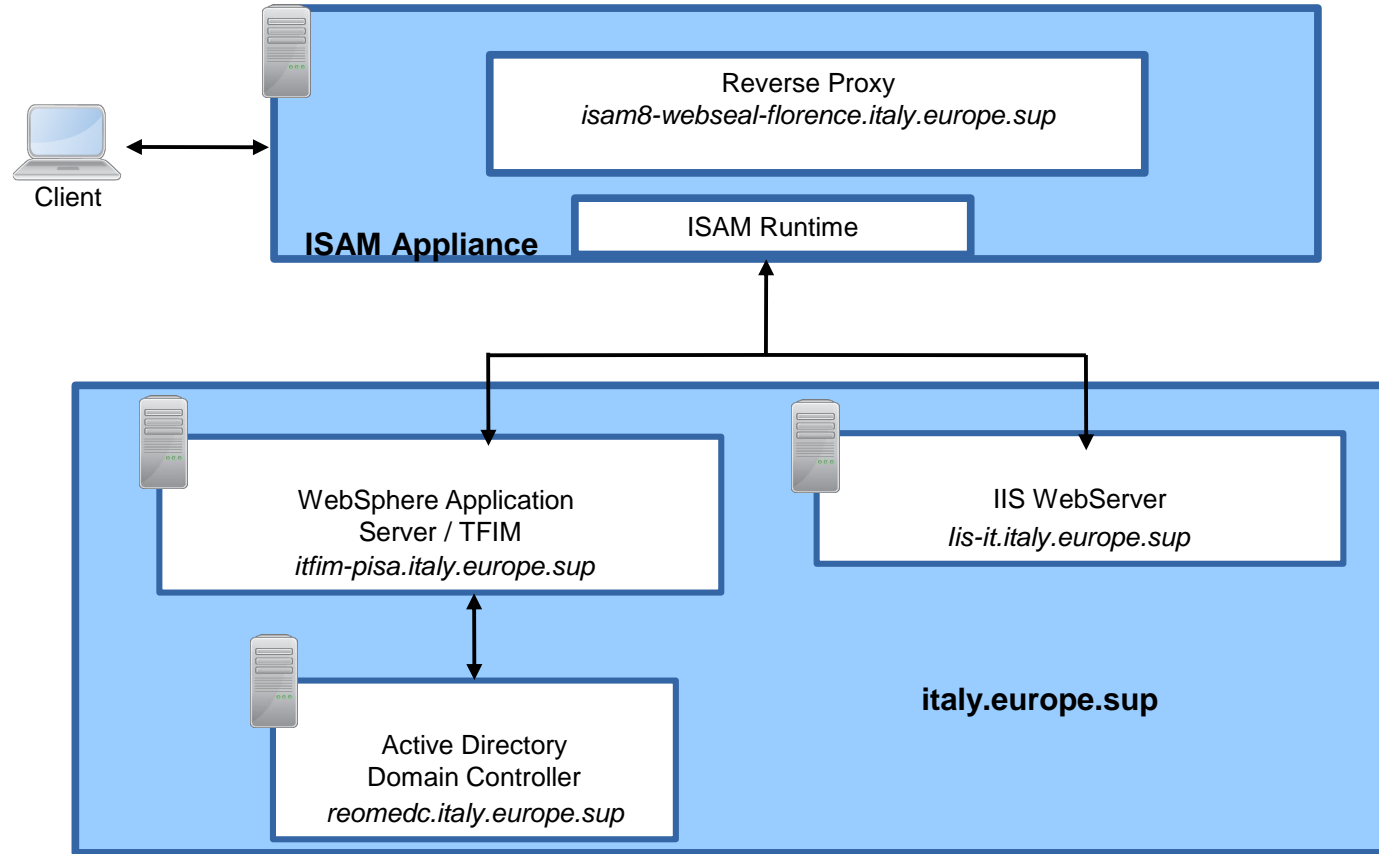 Reverse Proxy
isam8-webseal-florence.italy.europe.sup
Client
ISAM Runtime
ISAM Appliance
WebSphere Application
Server / TFIM
itfim-pisa.italy.europe.sup
IIS WebServer
Iis-it.italy.europe.sup
italy.europe.sup
Active Directory
Domain Controller
reomedc.italy.europe.sup